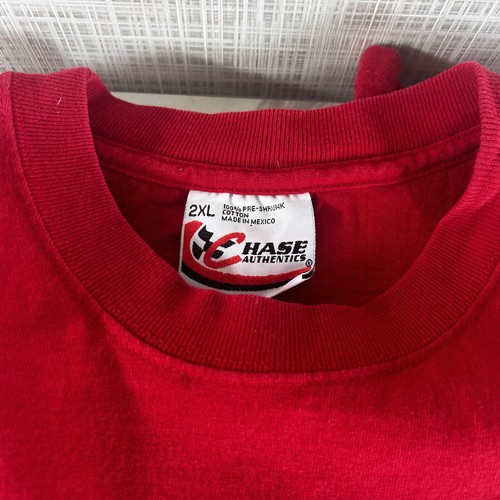 2XL
100% PRE-SHRUNK
COTTON
MADE IN MEXICO
CHASE
AUTHENTICS
®